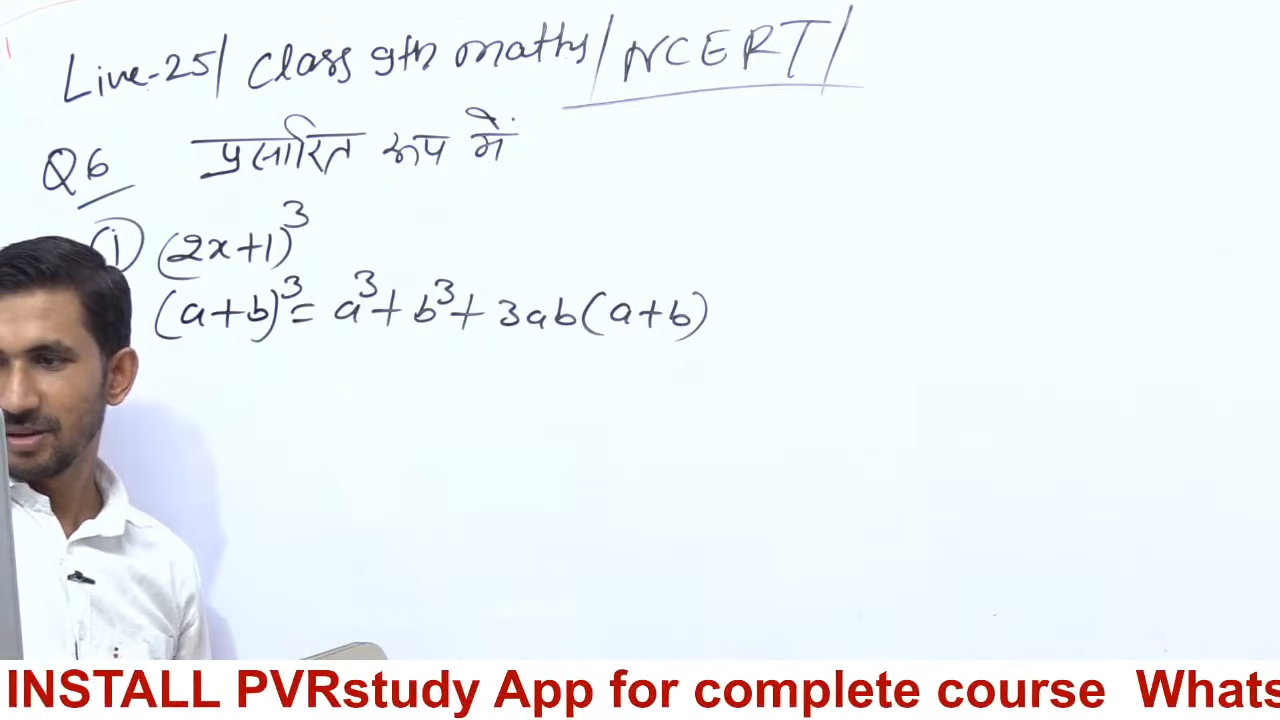 Live-25/ Class 9th maths/NCERT/
Q6 प्रसारित रूप में
① (2x+1)³
(a+b)³= a³+b³+3ab(a+b)
INSTALL PVRstudy App for complete course Whats